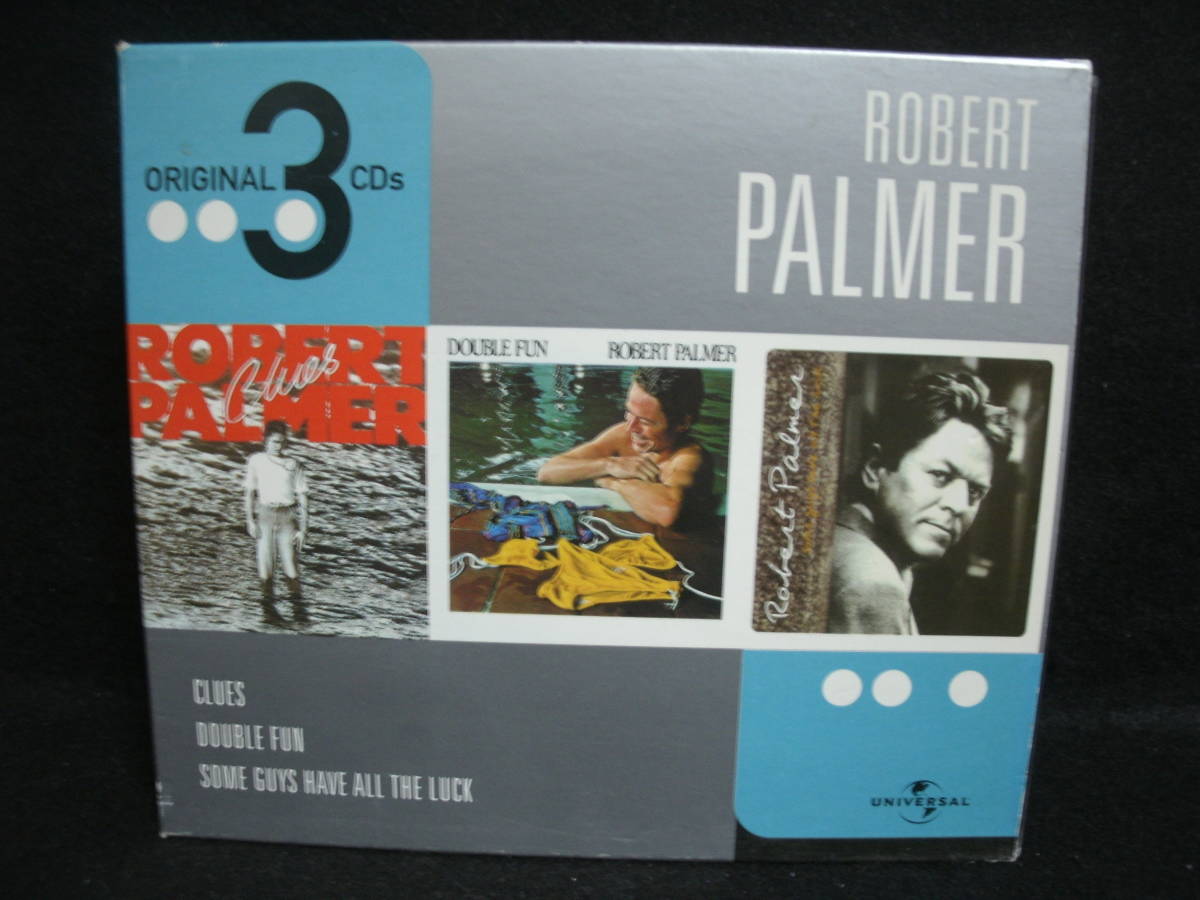 ORIGINAL 3 CDs
ROBERT
PALMER
ROBERT
PALMER
Clues
DOUBLE FUN ROBERT PALMER
Robert Palmer
CLUES
DOUBLE FUN
SOME GUYS HAVE ALL THE LUCK
UNIVERSAL